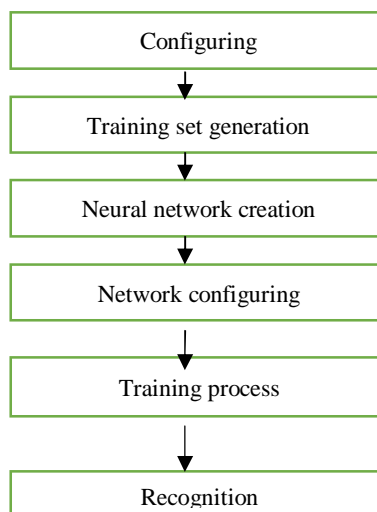 Configuring
Training set generation
Neural network creation
Network configuring
Training process
Recognition